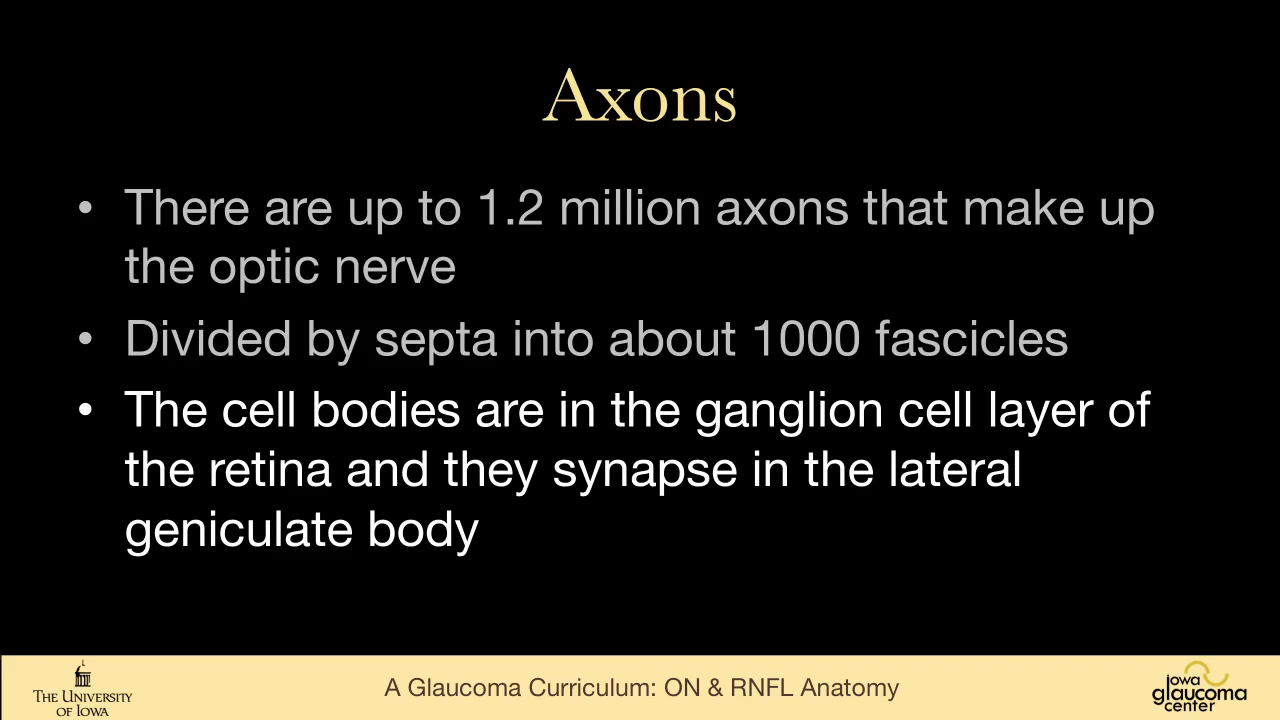 Axons
• There are up to 1.2 million axons that make up
the optic nerve
• Divided by septa into about 1000 fascicles
• The cell bodies are in the ganglion cell layer of
the retina and they synapse in the lateral
geniculate body
THE UNIVERSITY
OF IOWA
A Glaucoma Curriculum: ON & RNFL Anatomy
iowa
glaucoma
center